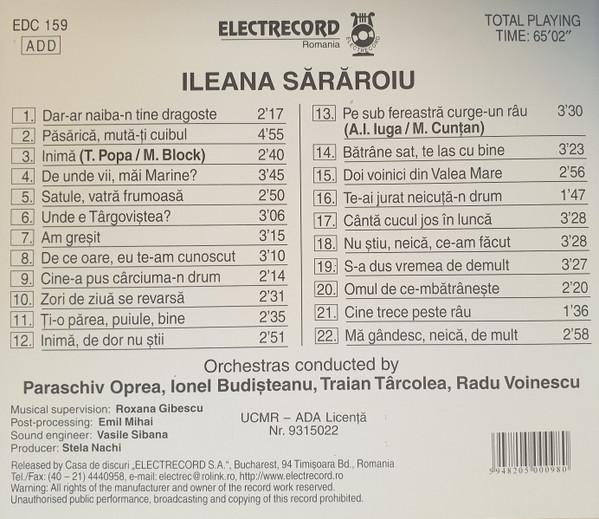 EDC 159
ADD
ELECTRECORD
Romania
ELECTRECORD
TOTAL PLAYING
TIME: 65'02"
ILEANA SĂRĂROIU
1. Dar-ar naiba-n tine dragoste 2'17
2. Păsărică, mută-ți cuibul 4'55
3. Inimă (T. Popa / M. Block) 2'40
4. De unde vii, măi Marine? 3'45
5. Satule, vatră frumoasă 2'50
6. Unde e Târgoviștea? 3'06
7. Am greșit 3'15
8. De ce oare, eu te-am cunoscut 3'10
9. Cine-a pus cârciuma-n drum 2'14
10. Zori de ziuă se revarsă 2'31
11. Ți-o părea, puiule, bine 2'35
12. Inimă, de dor nu știi 2'51
13. Pe sub fereastră curge-un râu 3'30
(A.I. Iuga / M. Cunțan)
14. Bătrâne sat, te las cu bine 3'23
15. Doi voinici din Valea Mare 2'56
16. Te-ai jurat neicuță-n drum 1'47
17. Cântă cucul jos în luncă 3'28
18. Nu știu, neică, ce-am făcut 3'28
19. S-a dus vremea de demult 3'27
20. Omul de ce-mbătrânește 2'20
21. Cine trece peste râu 1'36
22. Mă gândesc, neică, de mult 2'58
Orchestras conducted by
Paraschiv Oprea, Ionel Budișteanu, Traian Târcolea, Radu Voinescu
Musical supervision: Roxana Gibescu
Post-processing: Emil Mihai
Sound engineer: Vasile Sibana
Producer: Stela Nachi
UCMR – ADA Licență
Nr. 9315022
Released by Casa de discuri „ELECTRECORD S.A.", Bucharest, 94 Timișoara Bd., Romania
Tel./Fax: (40 – 21) 4440958, e-mail: electrec@rolink.ro, http://www.electrecord.ro
Warning: All rights of the manufacturer and owner of the record work reserved.
Unauthorised public performance, broadcasting and copying of this record prohibited.
5948205000980